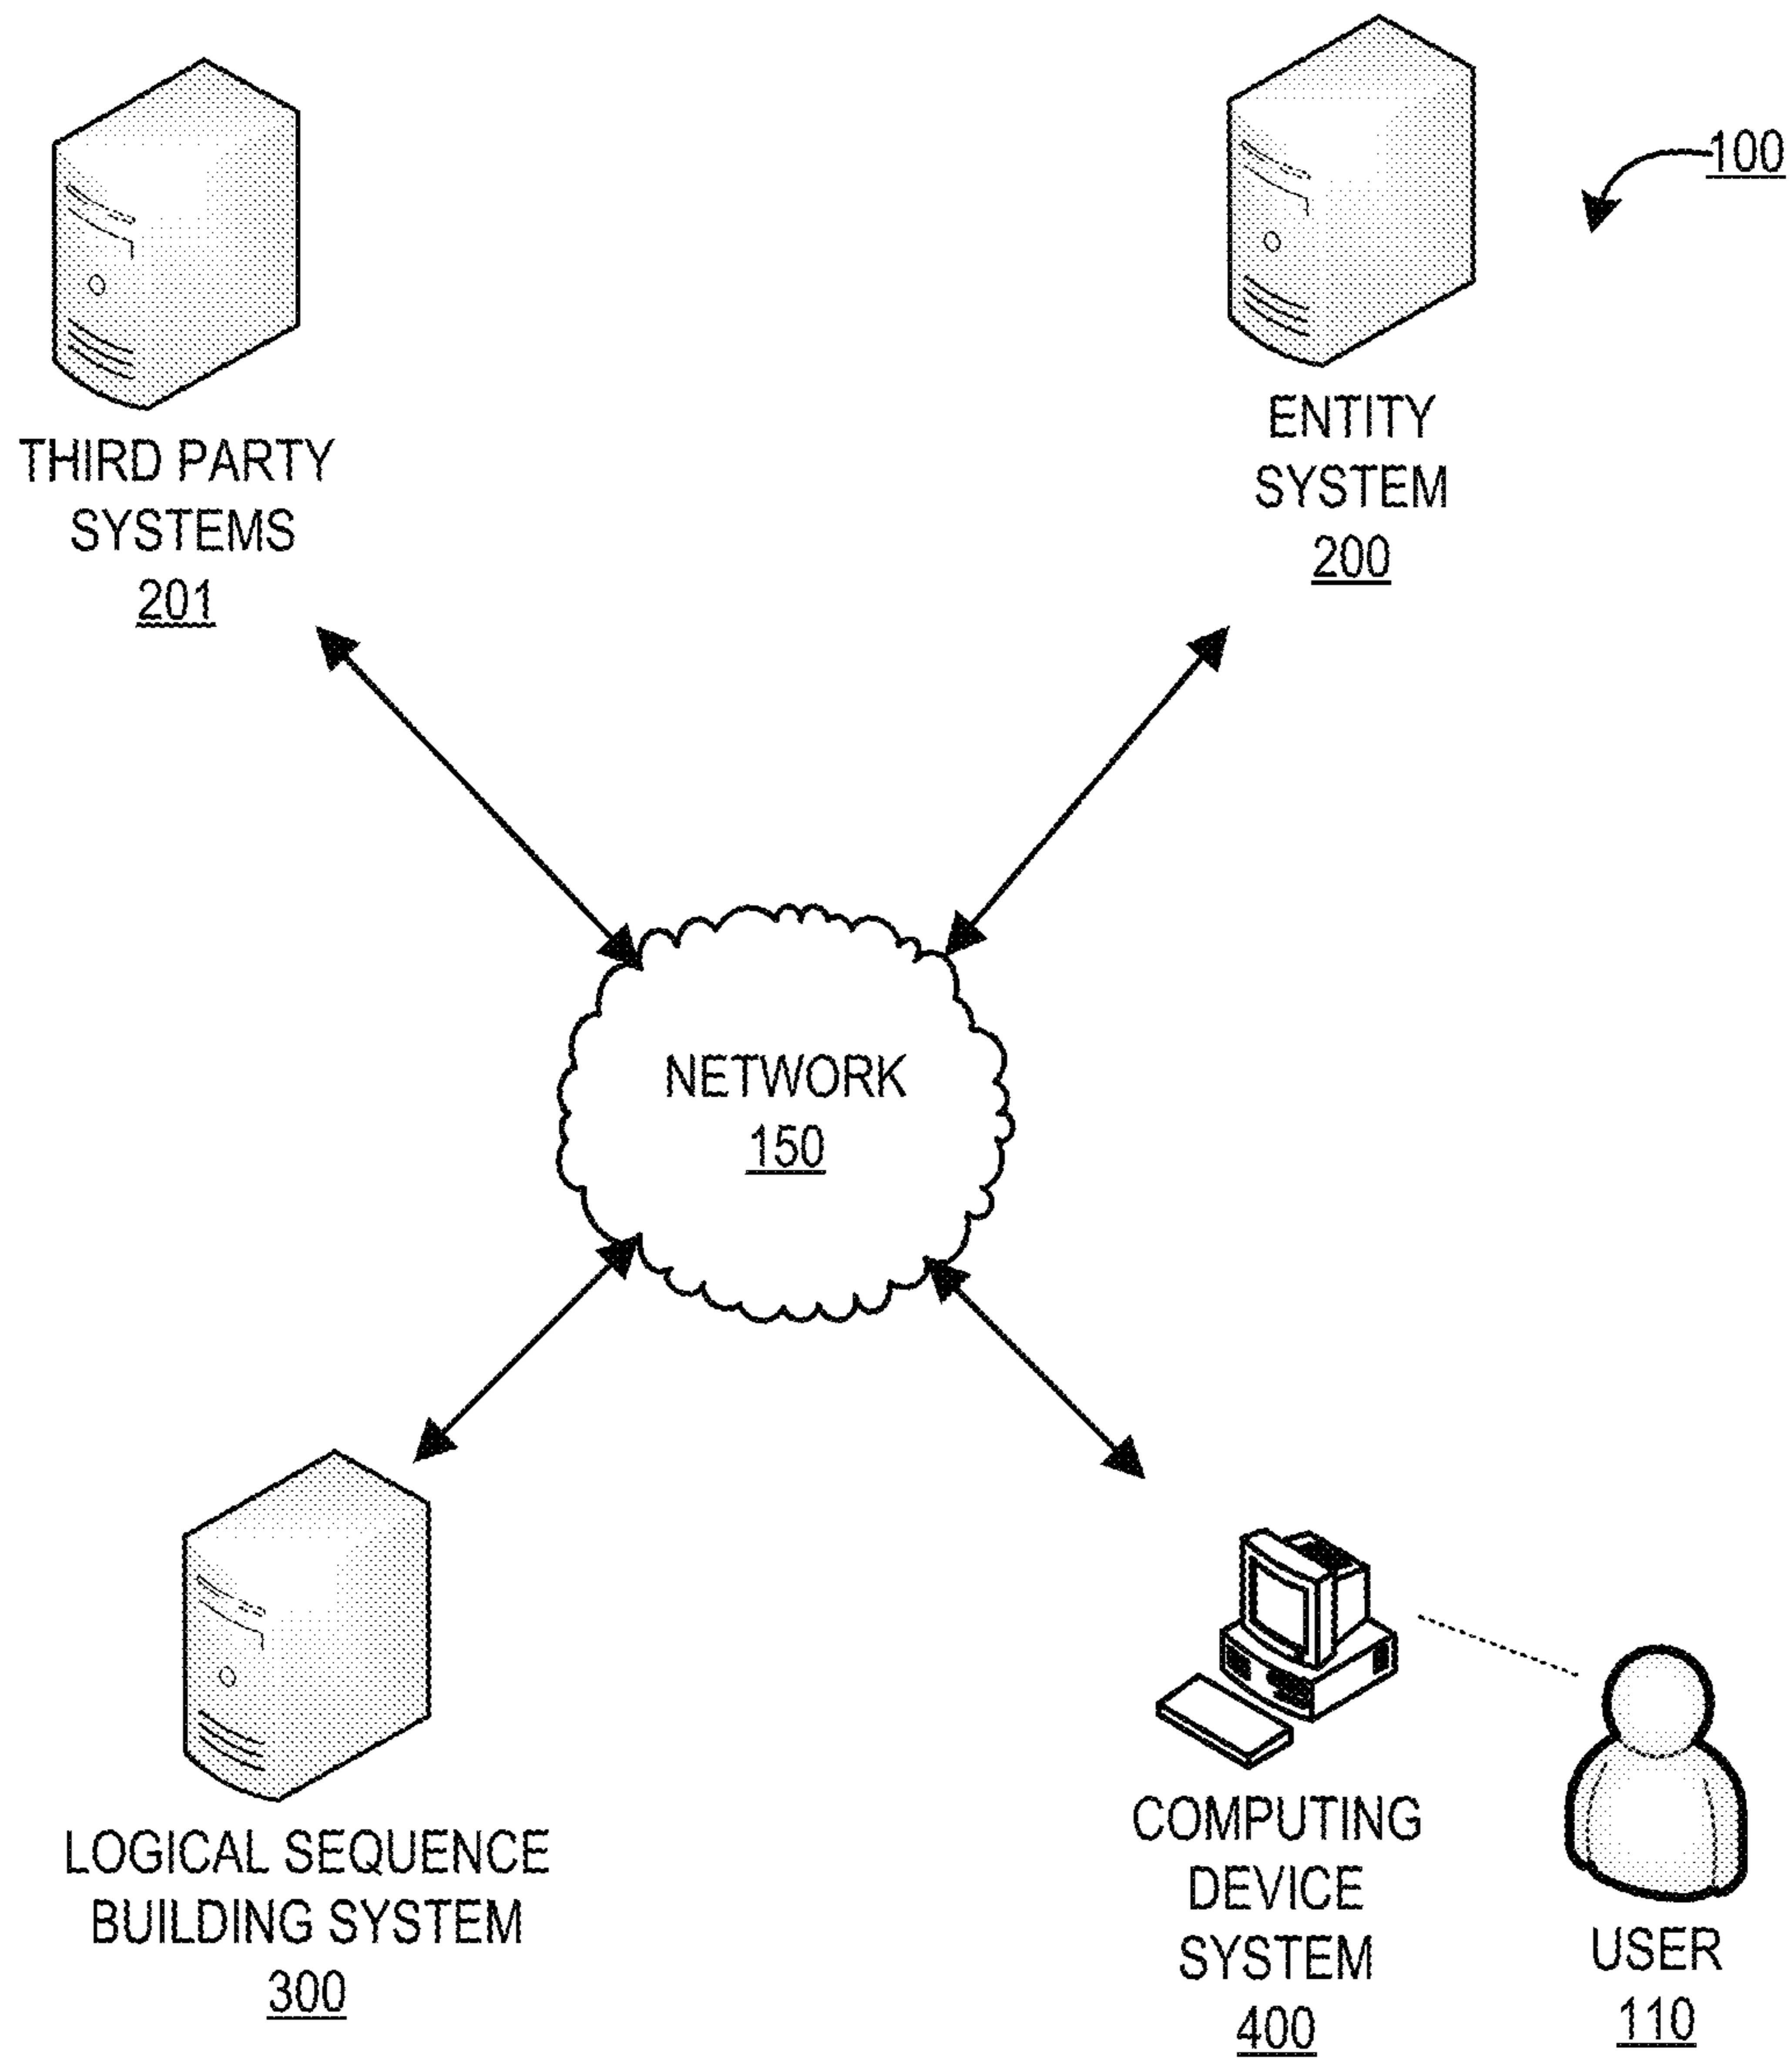 100
THIRD PARTY
SYSTEMS
201
ENTITY
SYSTEM
200
NETWORK
150
LOGICAL SEQUENCE
BUILDING SYSTEM
300
COMPUTING
DEVICE
SYSTEM
400
USER
110